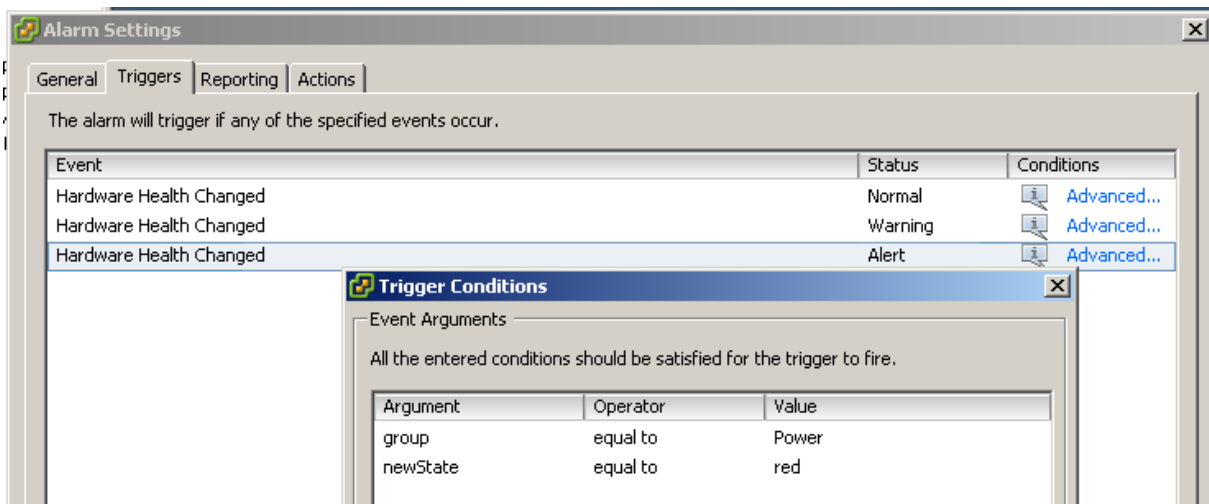 Alarm Settings
General Triggers Reporting Actions
The alarm will trigger if any of the specified events occur.
Event Status Conditions
Hardware Health Changed Normal Advanced...
Hardware Health Changed Warning Advanced...
Hardware Health Changed Alert Advanced...
Trigger Conditions
Event Arguments
All the entered conditions should be satisfied for the trigger to fire.
Argument Operator Value
group equal to Power
newState equal to red